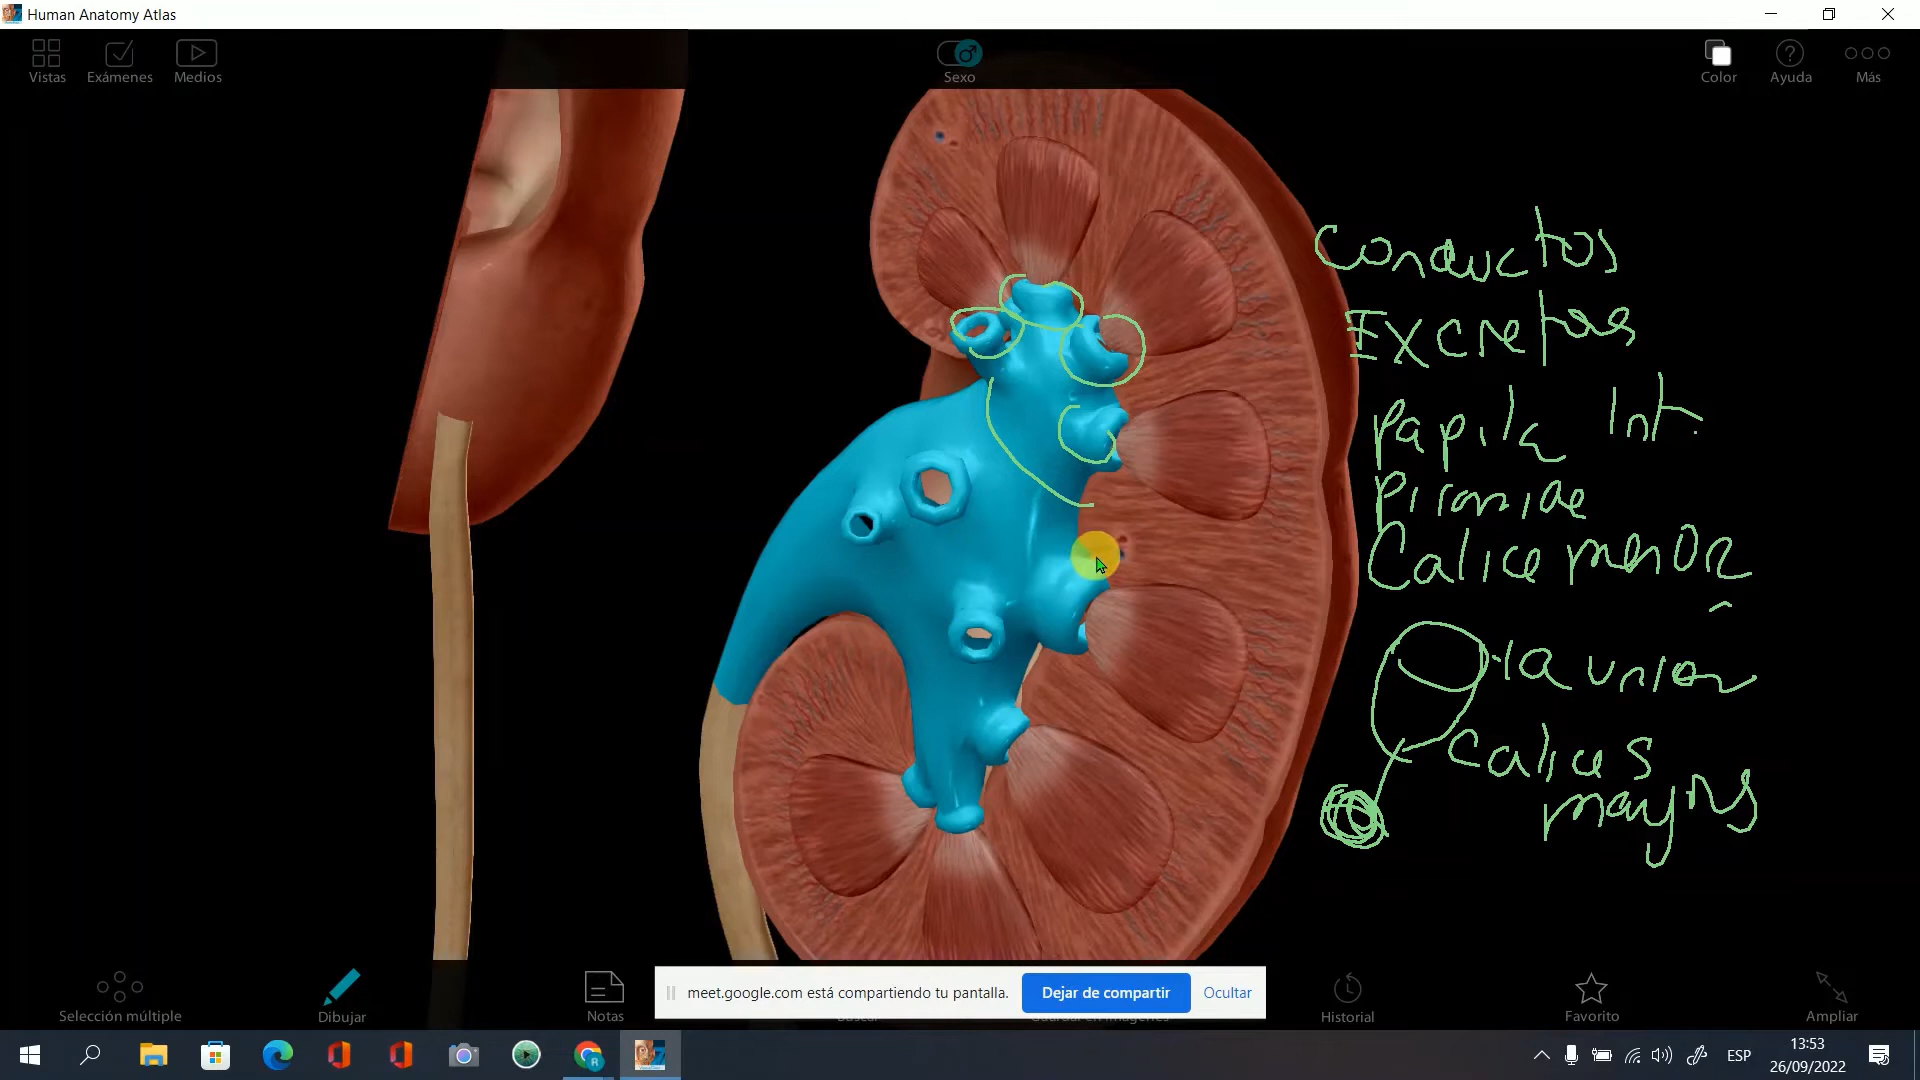 Human Anatomy Atlas
Vistas
Exámenes
Medios
Sexo
Color
Ayuda
Más
Conductos
Excretores
papila Int.
piramide
Calice menor
la union
Calices
mayores
Selección múltiple
Dibujar
Notas
meet.google.com está compartiendo tu pantalla.
Dejar de compartir
Ocultar
Historial
Favorito
Ampliar
ESP
13:53
26/09/2022